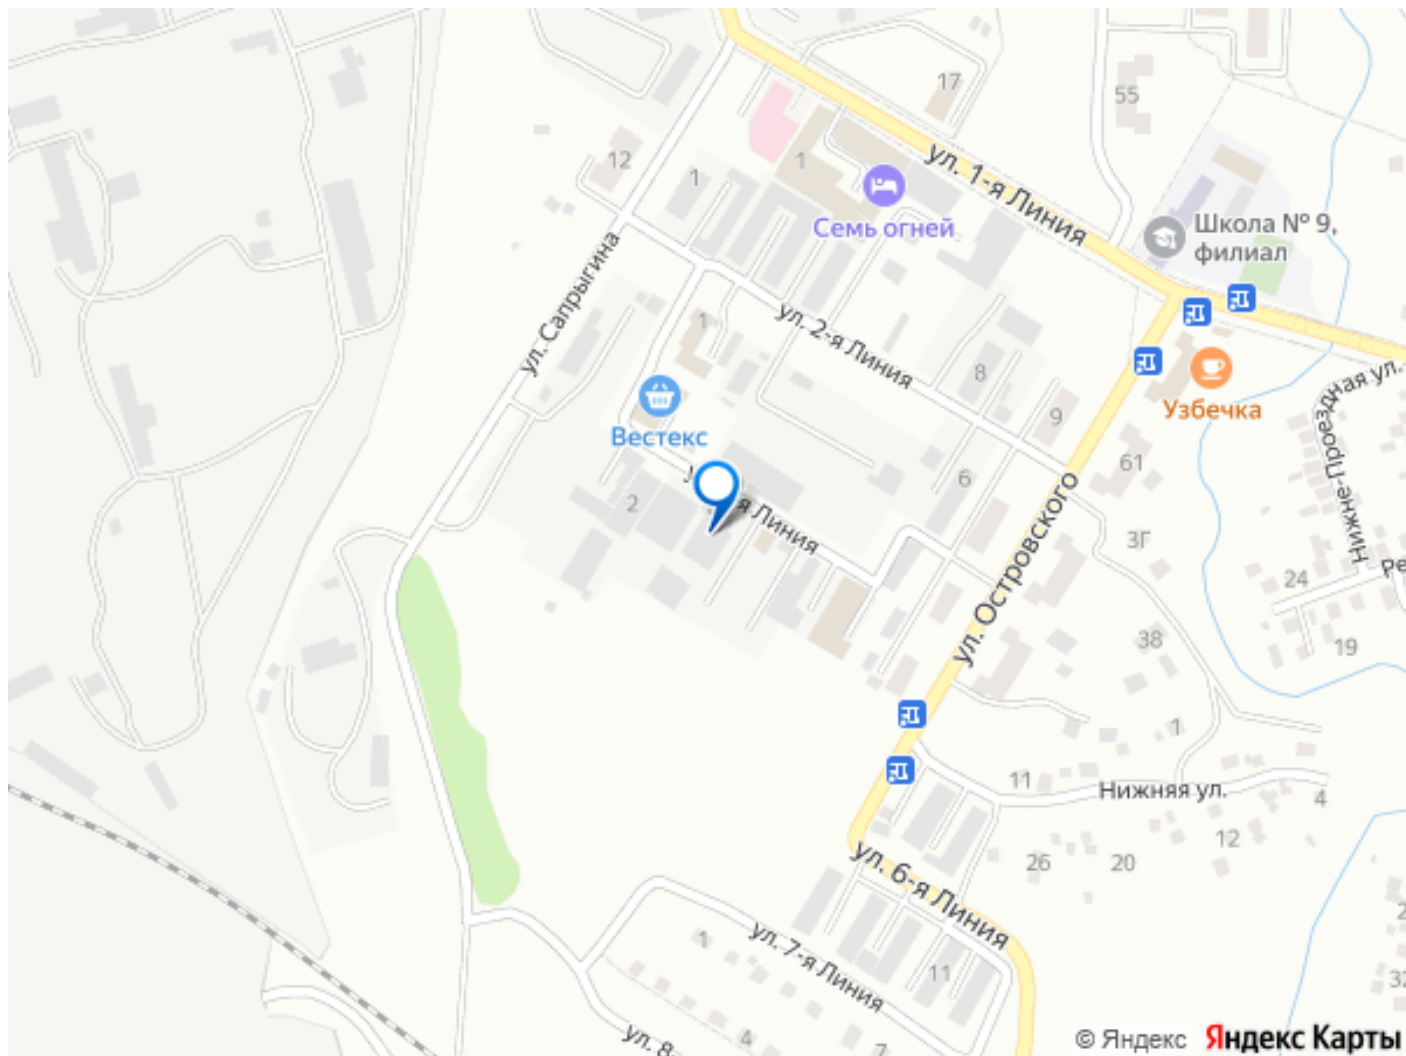 17
55
ул. 1-я Линия
12
1
1
Семь огней
Школа № 9,
филиал
ул. Сапрыгина
1
ул. 2-я Линия
8
9
Узбечка
Нижне-Проездная ул.
Вестекс
61
6
2
я Линия
3Г
ул. Островского
24
38
19
1
11
Нижняя ул.
4
12
26
20
ул. 6-я Линия
1
ул. 7-я Линия
11
ул. 8-
4
7
© Яндекс Яндекс Карты